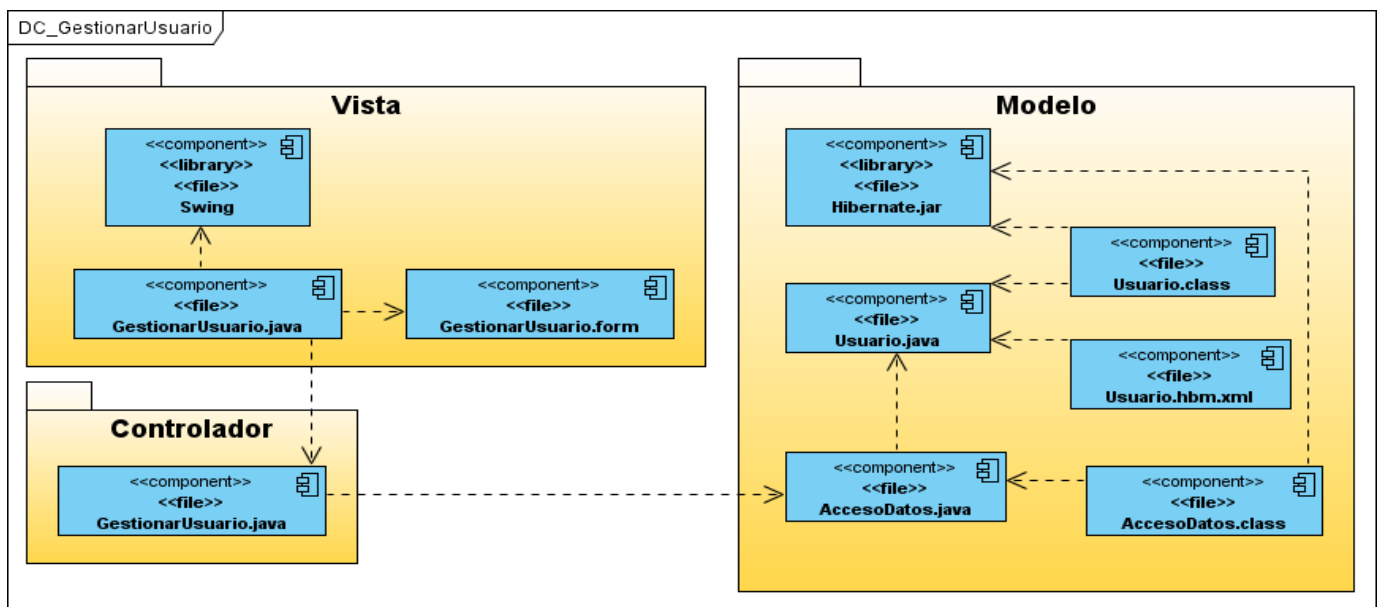 DC_GestionarUsuario
Vista
<<component>>
<<library>>
<<file>>
Swing
<<component>>
<<file>>
GestionarUsuario.java
<<component>>
<<file>>
GestionarUsuario.form
Controlador
<<component>>
<<file>>
GestionarUsuario.java
Modelo
<<component>>
<<library>>
<<file>>
Hibernate.jar
<<component>>
<<file>>
Usuario.class
<<component>>
<<file>>
Usuario.java
<<component>>
<<file>>
Usuario.hbm.xml
<<component>>
<<file>>
AccesoDatos.java
<<component>>
<<file>>
AccesoDatos.class